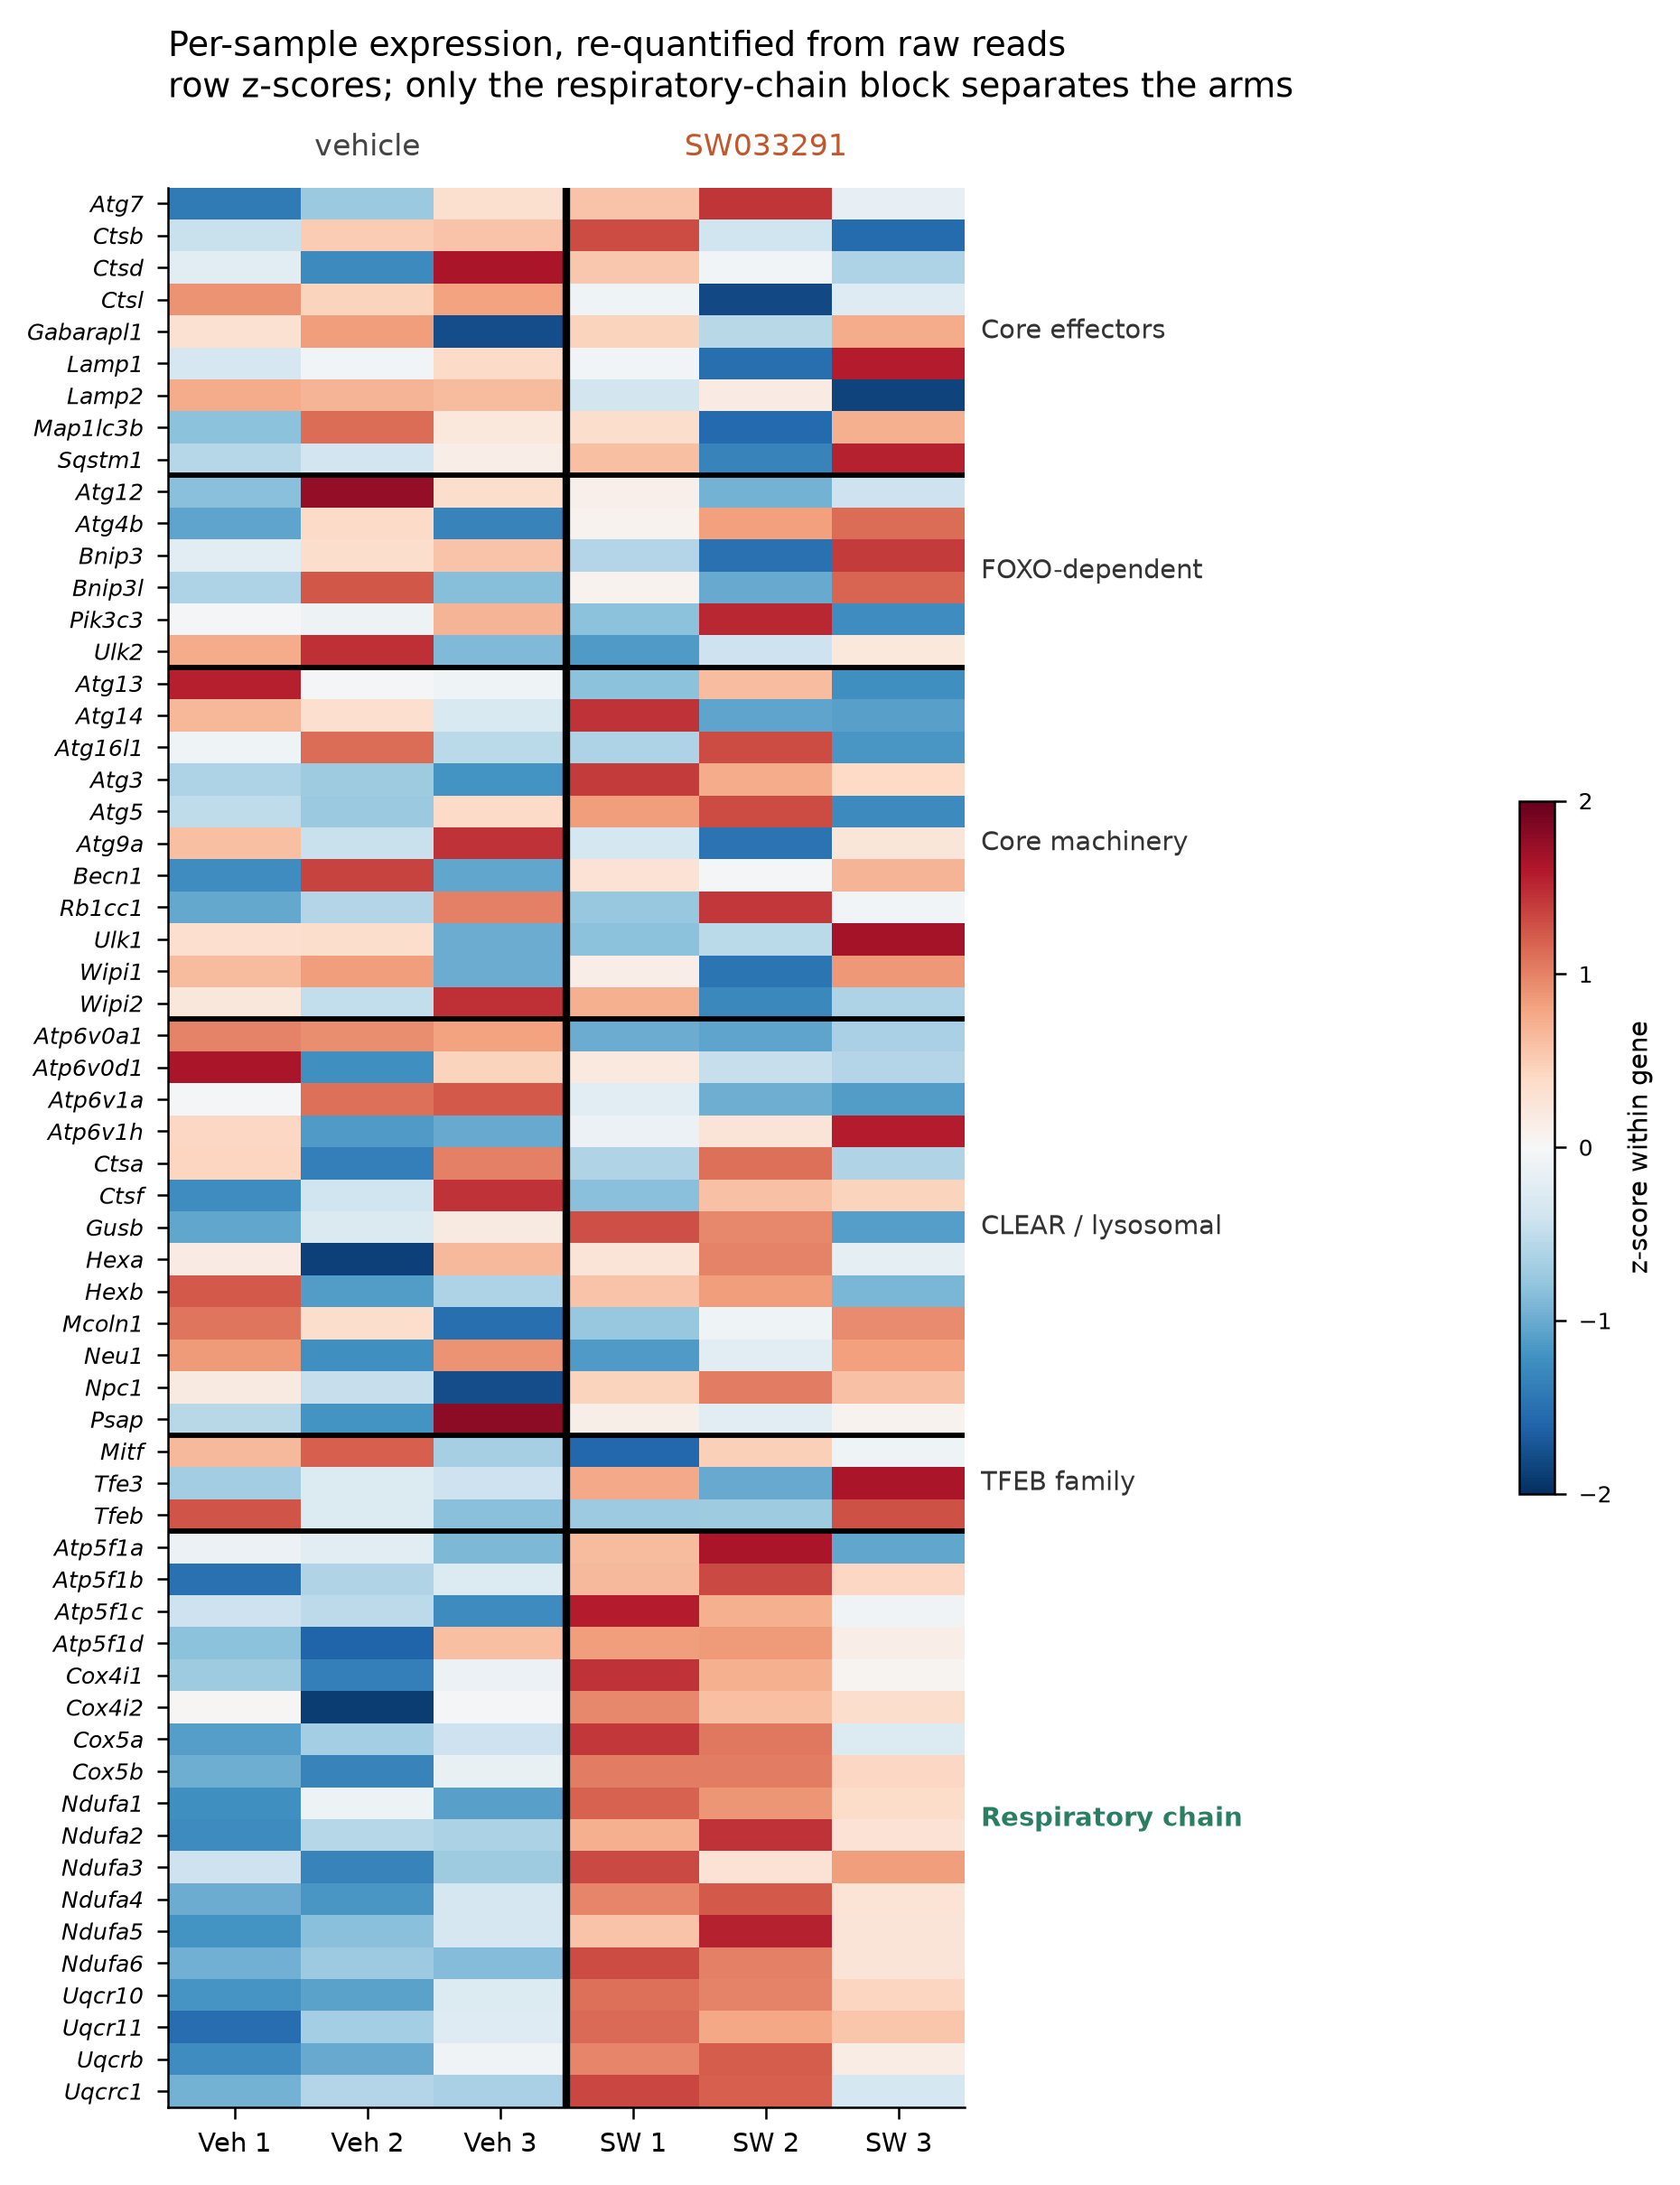 Per-sample expression, re-quantified from raw reads
row z-scores; only the respiratory-chain block separates the arms
vehicle
SW033291
Atg7
Ctsb
Ctsd
Ctsl
Gabarapl1
Lamp1
Lamp2
Map1lc3b
Sqstm1
Core effectors
Atg12
Atg4b
Bnip3
Bnip3l
Pik3c3
Ulk2
FOXO-dependent
Atg13
Atg14
Atg16l1
Atg3
Atg5
Atg9a
Becn1
Rb1cc1
Ulk1
Wipi1
Wipi2
Core machinery
Atp6v0a1
Atp6v0d1
Atp6v1a
Atp6v1h
Ctsa
Ctsf
Gusb
Hexa
Hexb
Mcoln1
Neu1
Npc1
Psap
CLEAR / lysosomal
Mitf
Tfe3
Tfeb
TFEB family
Atp5f1a
Atp5f1b
Atp5f1c
Atp5f1d
Cox4i1
Cox4i2
Cox5a
Cox5b
Ndufa1
Ndufa2
Ndufa3
Ndufa4
Ndufa5
Ndufa6
Uqcr10
Uqcr11
Uqcrb
Uqcrc1
Respiratory chain
Veh 1
Veh 2
Veh 3
SW 1
SW 2
SW 3
2
1
0
−1
−2
z-score within gene